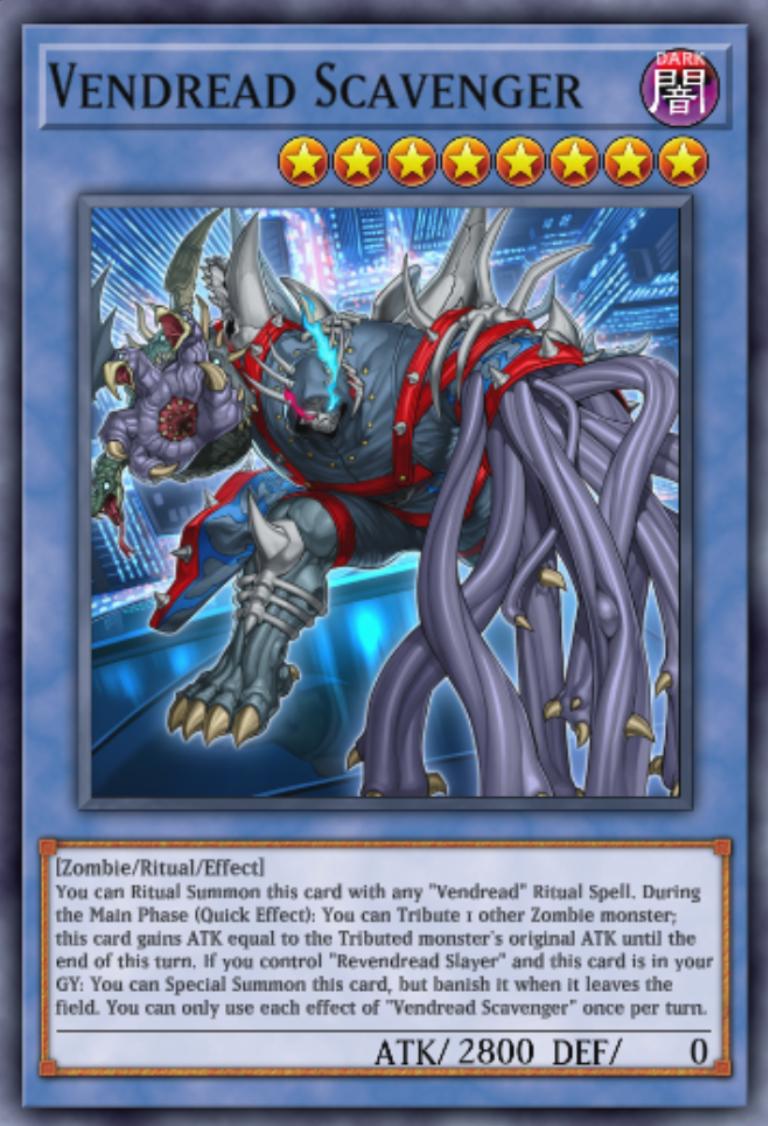 Vendread Scavenger
DARK
闇
[Zombie/Ritual/Effect]
You can Ritual Summon this card with any "Vendread" Ritual Spell. During
the Main Phase (Quick Effect): You can Tribute 1 other Zombie monster;
this card gains ATK equal to the Tributed monster's original ATK until the
end of this turn. If you control "Revendread Slayer" and this card is in your
GY: You can Special Summon this card, but banish it when it leaves the
field. You can only use each effect of "Vendread Scavenger" once per turn.
ATK/ 2800 DEF/ 0